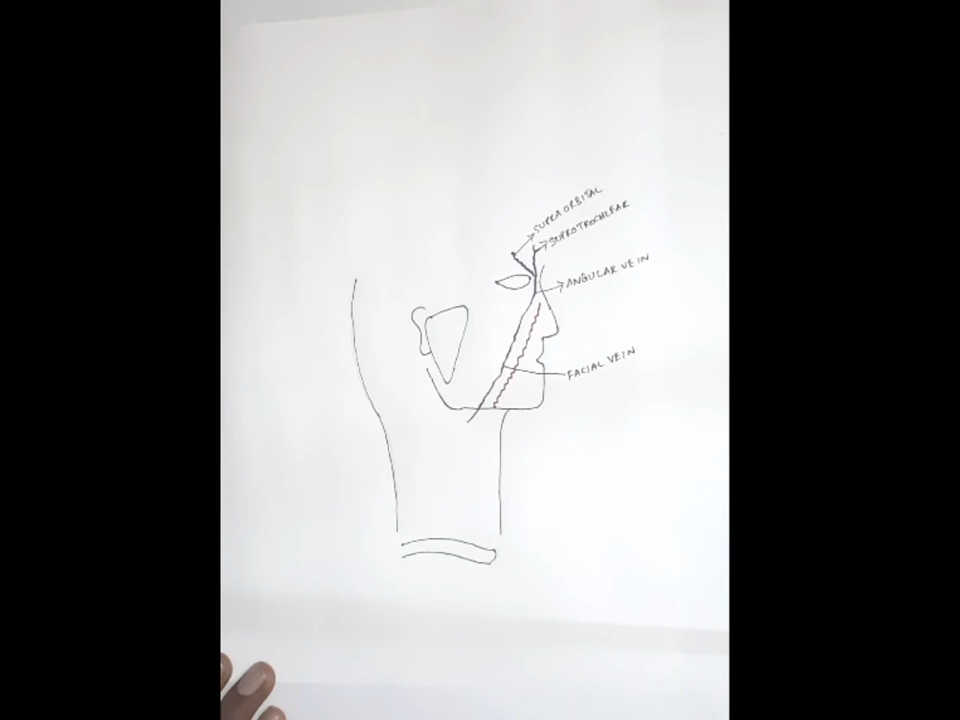 SUPRA ORBITAL
SUPROTROCHLEAR
ANGULAR VEIN
FACIAL VEIN